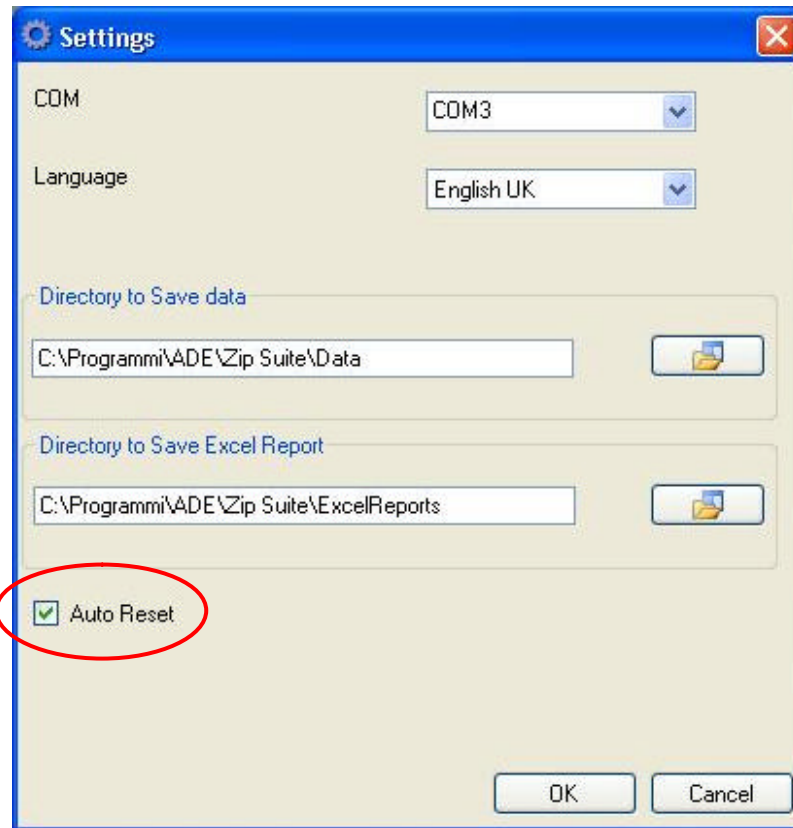 Settings
COM
COM3
Language
English UK
Directory to Save data
C:\Programmi\ADE\Zip Suite\Data
Directory to Save Excel Report
C:\Programmi\ADE\Zip Suite\ExcelReports
Auto Reset
OK
Cancel